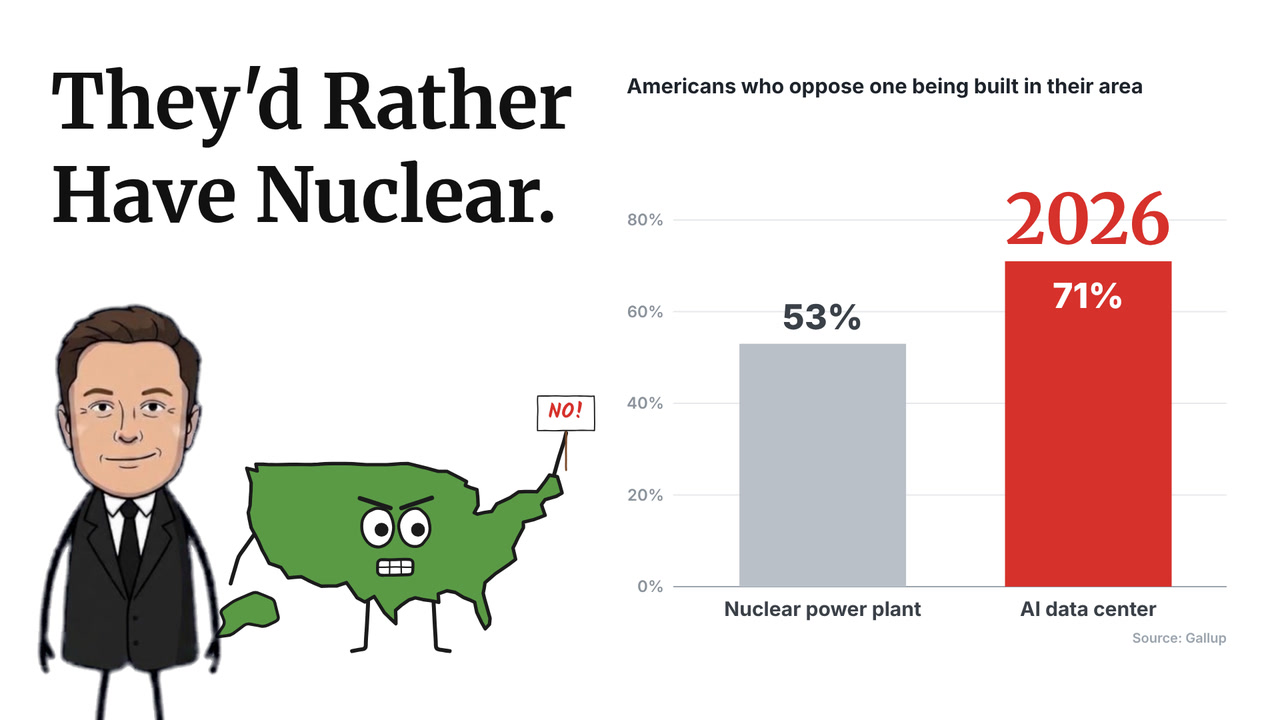 They'd Rather
Have Nuclear.
NO!
Americans who oppose one being built in their area
80%
60%
40%
20%
0%
53%
2026
71%
Nuclear power plant
AI data center
Source: Gallup